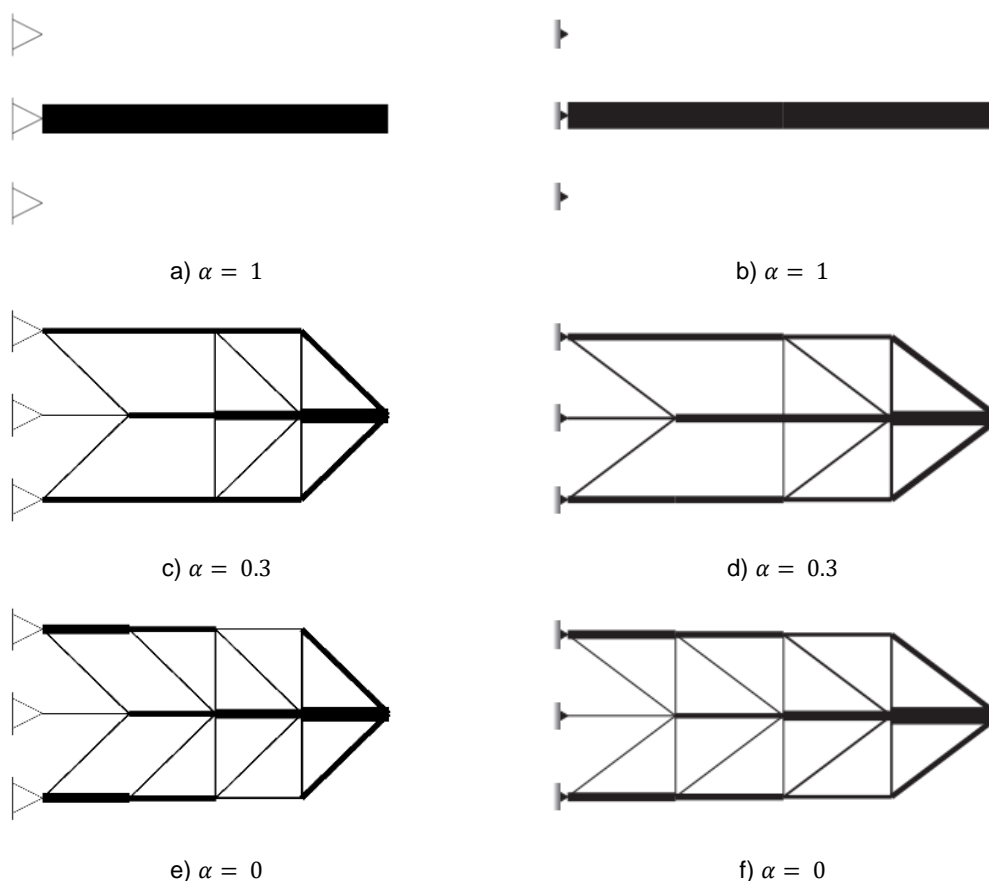 a) α = 1
b) α = 1
c) α = 0.3
d) α = 0.3
e) α = 0
f) α = 0